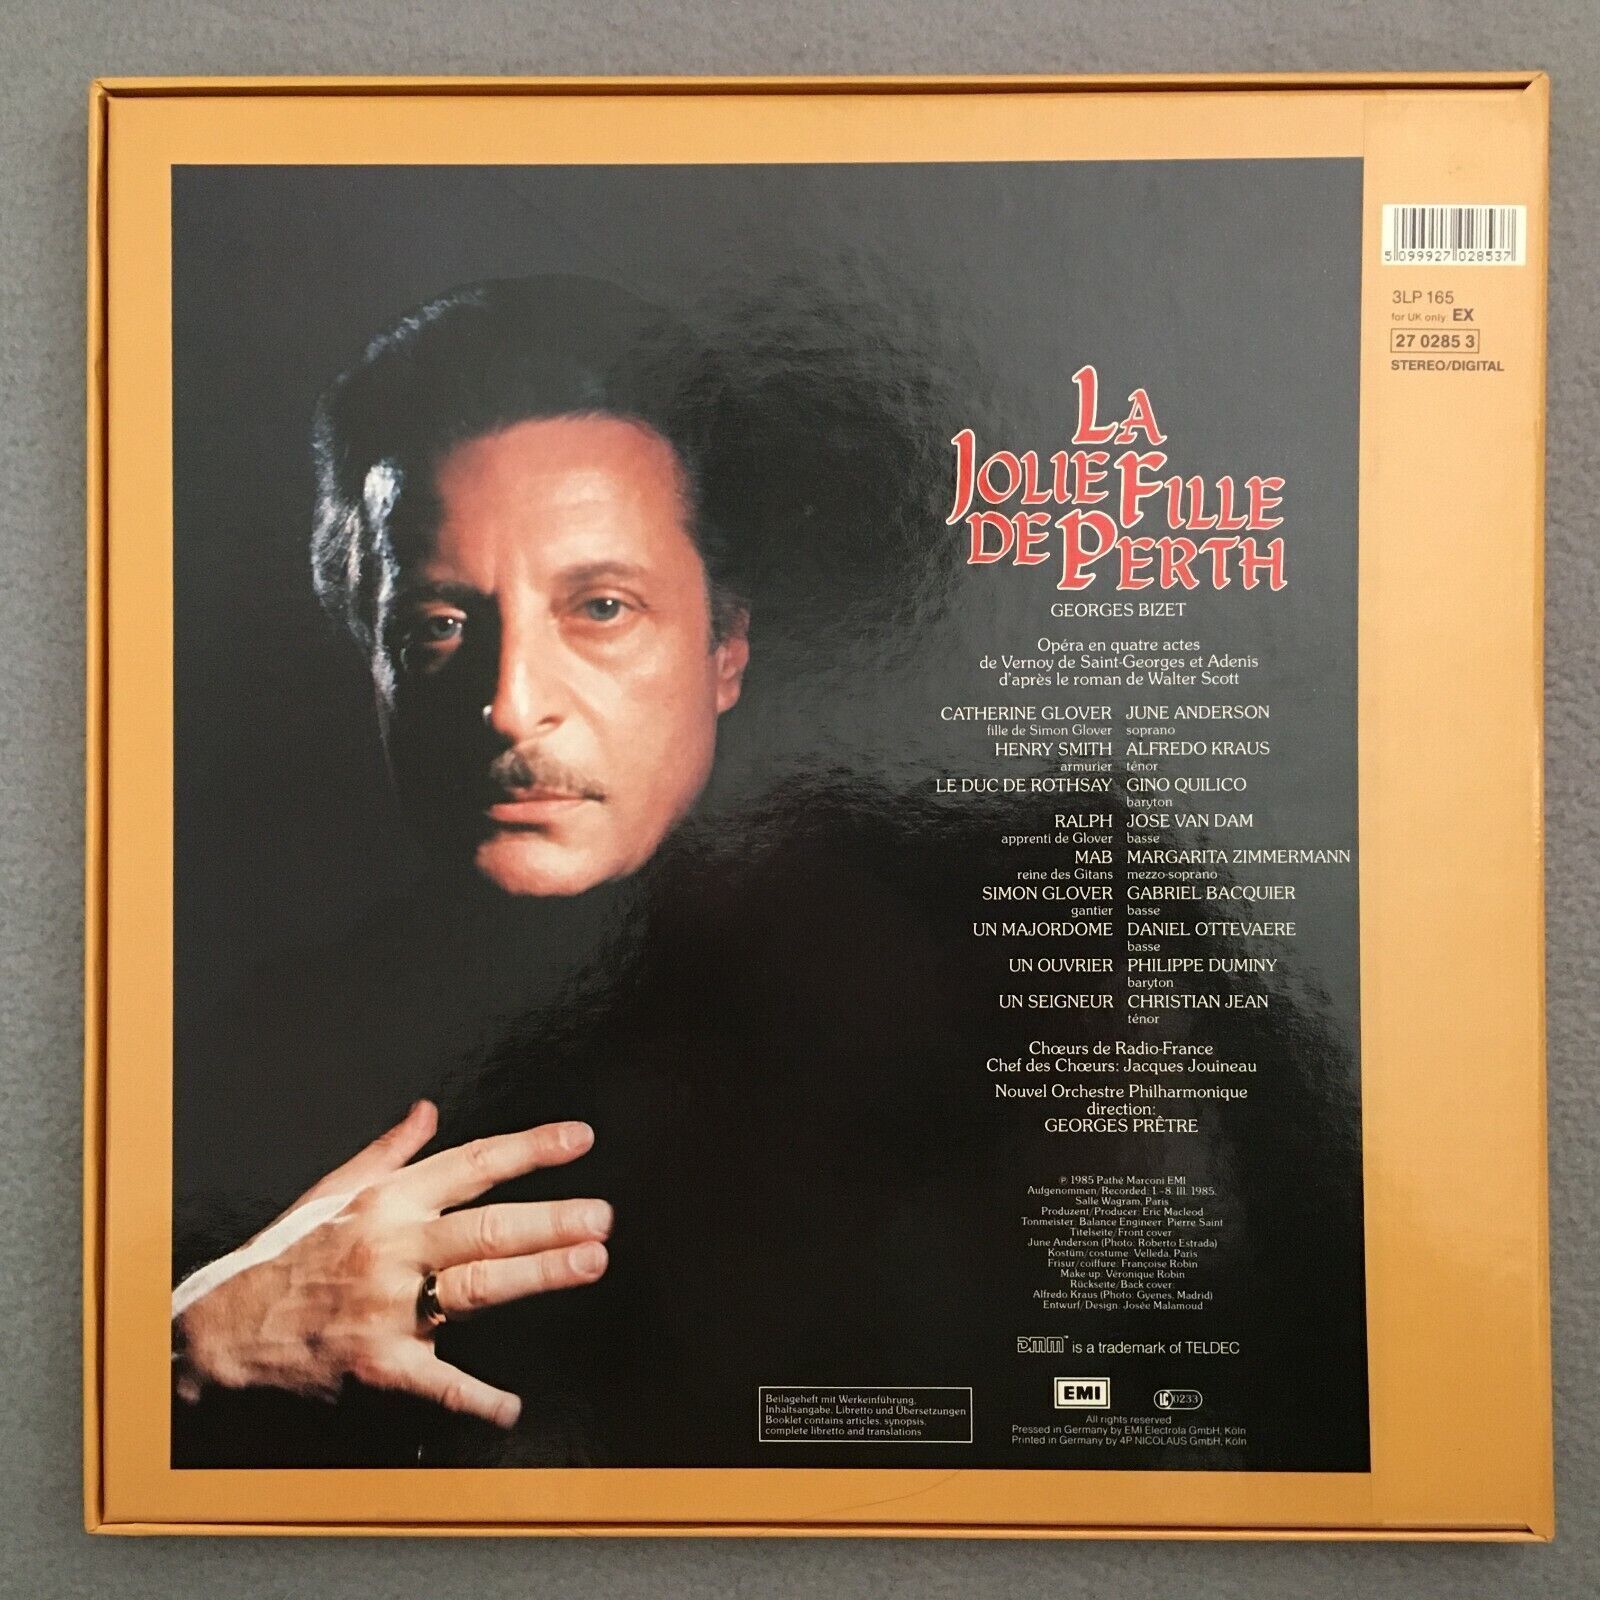 5 099927 028537
3LP 165
for UK only: EX
27 0285 3
STEREO/DIGITAL
LA
JOLIE FILLE
DE PERTH
GEORGES BIZET
Opéra en quatre actes
de Vernoy de Saint-Georges et Adenis
d'après le roman de Walter Scott
CATHERINE GLOVER JUNE ANDERSON
fille de Simon Glover soprano
HENRY SMITH ALFREDO KRAUS
armurier ténor
LE DUC DE ROTHSAY GINO QUILICO
baryton
RALPH JOSE VAN DAM
apprenti de Glover basse
MAB MARGARITA ZIMMERMANN
reine des Gitans mezzo-soprano
SIMON GLOVER GABRIEL BACQUIER
gantier basse
UN MAJORDOME DANIEL OTTEVAERE
basse
UN OUVRIER PHILIPPE DUMINY
baryton
UN SEIGNEUR CHRISTIAN JEAN
ténor
Chœurs de Radio-France
Chef des Chœurs: Jacques Jouineau
Nouvel Orchestre Philharmonique
direction:
GEORGES PRÊTRE
℗ 1985 Pathé Marconi EMI
Aufgenommen/Recorded: 1.-8. III. 1985,
Salle Wagram, Paris
Produzent/Producer: Eric Macleod
Tonmeister: Balance Engineer: Pierre Saint
Titelseite/Front cover:
June Anderson (Photo: Roberto Estrada)
Kostüm/costume: Velleda, Paris
Frisur/coiffure: Françoise Robin
Make-up: Véronique Robin
Rückseite/Back cover:
Alfredo Kraus (Photo: Gyenes, Madrid)
Entwurf/Design: Josée Malamoud
DMM™ is a trademark of TELDEC
EMI LC 0233
All rights reserved
Pressed in Germany by EMI Electrola GmbH, Köln
Printed in Germany by 4P NICOLAUS GmbH, Köln
Beilageheft mit Werkeinführung,
Inhaltsangabe, Libretto und Übersetzungen
Booklet contains articles, synopsis,
complete libretto and translations